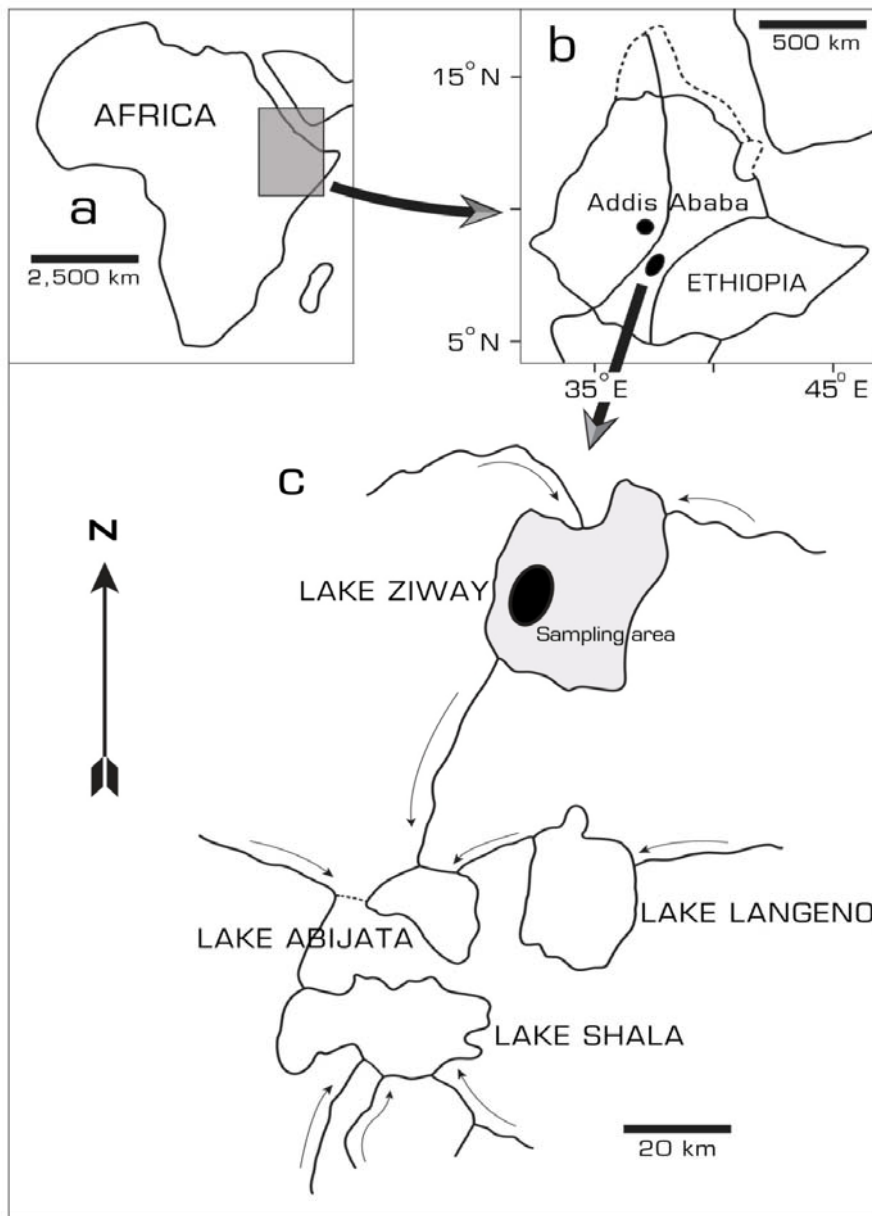 AFRICA
a
2,500 km
b
500 km
15° N
Addis Ababa
ETHIOPIA
5° N
35° E
45° E
c
N
LAKE ZIWAY
Sampling area
LAKE ABIJATA
LAKE LANGENO
LAKE SHALA
20 km